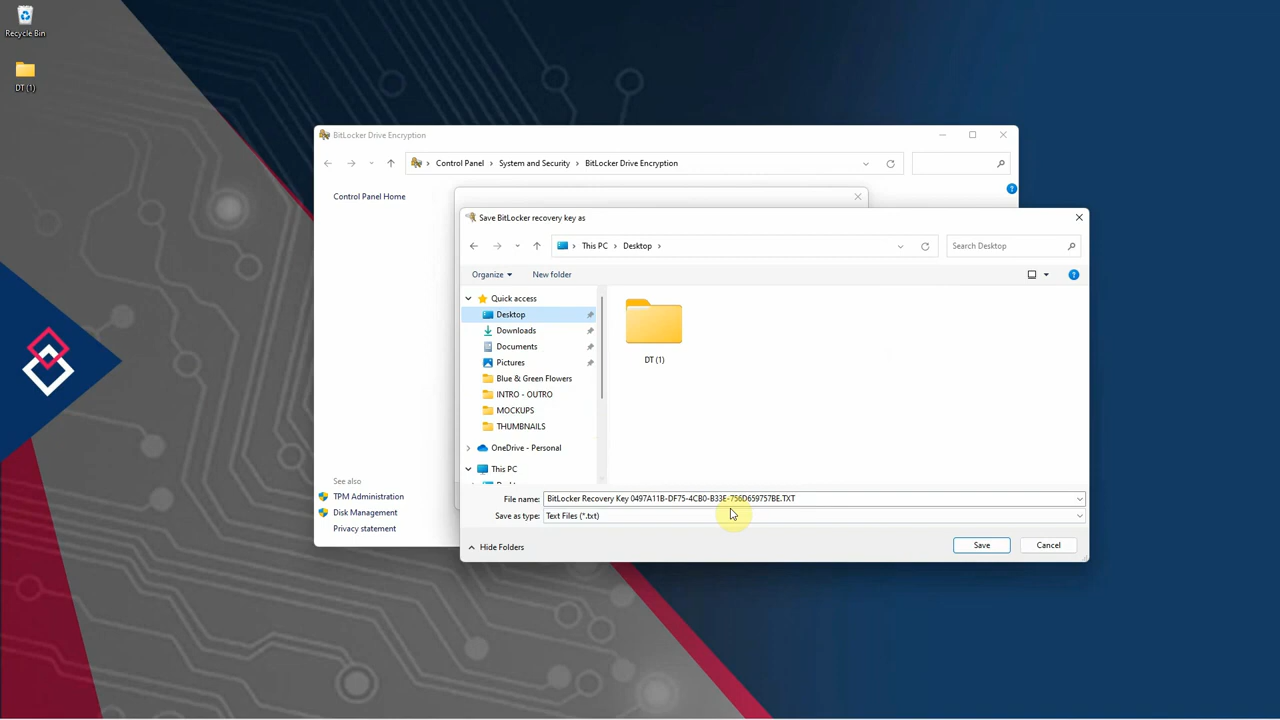 Recycle Bin
DT (1)
BitLocker Drive Encryption
Control Panel › System and Security › BitLocker Drive Encryption
Control Panel Home
Save BitLocker recovery key as
This PC › Desktop ›
Search Desktop
Organize
New folder
Quick access
Desktop
Downloads
Documents
Pictures
Blue & Green Flowers
INTRO - OUTRO
MOCKUPS
THUMBNAILS
OneDrive - Personal
This PC
DT (1)
See also
TPM Administration
Disk Management
Privacy statement
File name: BitLocker Recovery Key 0497A11B-DF75-4CB0-B33E-756D659757BE.TXT
Save as type: Text Files (*.txt)
Hide Folders
Save
Cancel